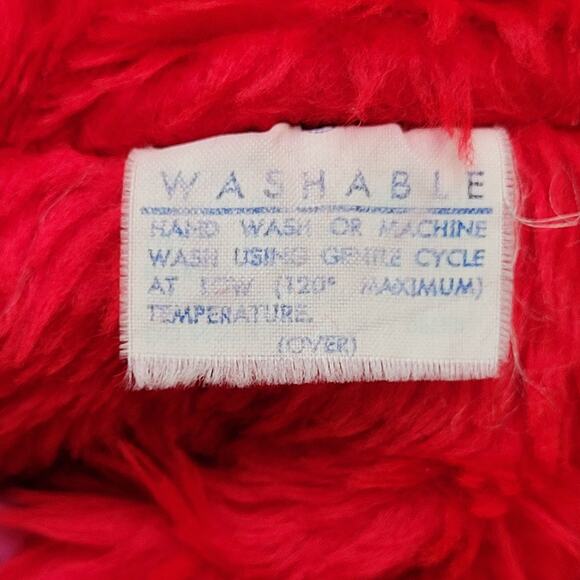 WASHABLE
HAND WASH OR MACHINE
WASH USING GENTLE CYCLE
AT LOW (120° MAXIMUM)
TEMPERATURE.
(OVER)